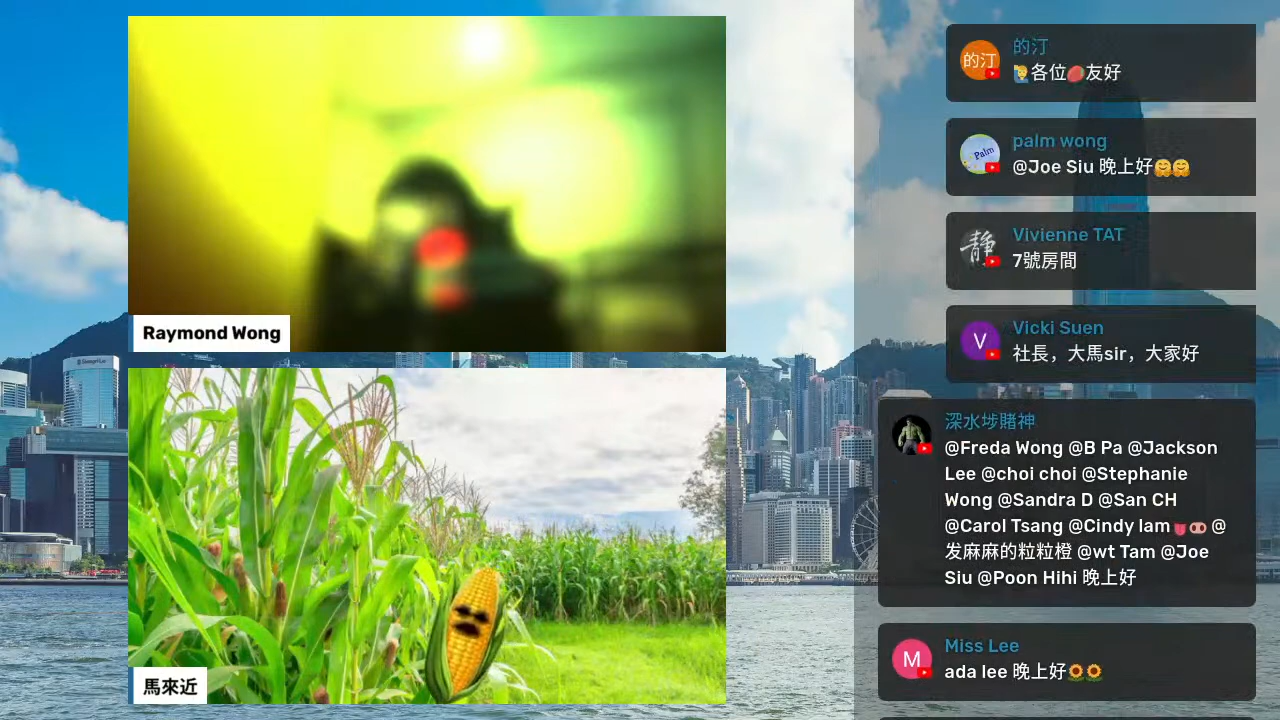 Raymond Wong
馬來近
的汀
的汀
🙋‍♂️各位🥔友好
Palm
palm wong
@Joe Siu 晚上好🤗🤗
靜
Vivienne TAT
7號房間
V
Vicki Suen
社長，大馬sir，大家好
深水埗賭神
@Freda Wong @B Pa @Jackson
Lee @choi choi @Stephanie
Wong @Sandra D @San CH
@Carol Tsang @Cindy lam👅🐽 @
发麻麻的粒粒橙 @wt Tam @Joe
Siu @Poon Hihi 晚上好
M
Miss Lee
ada lee 晚上好🌻🌻